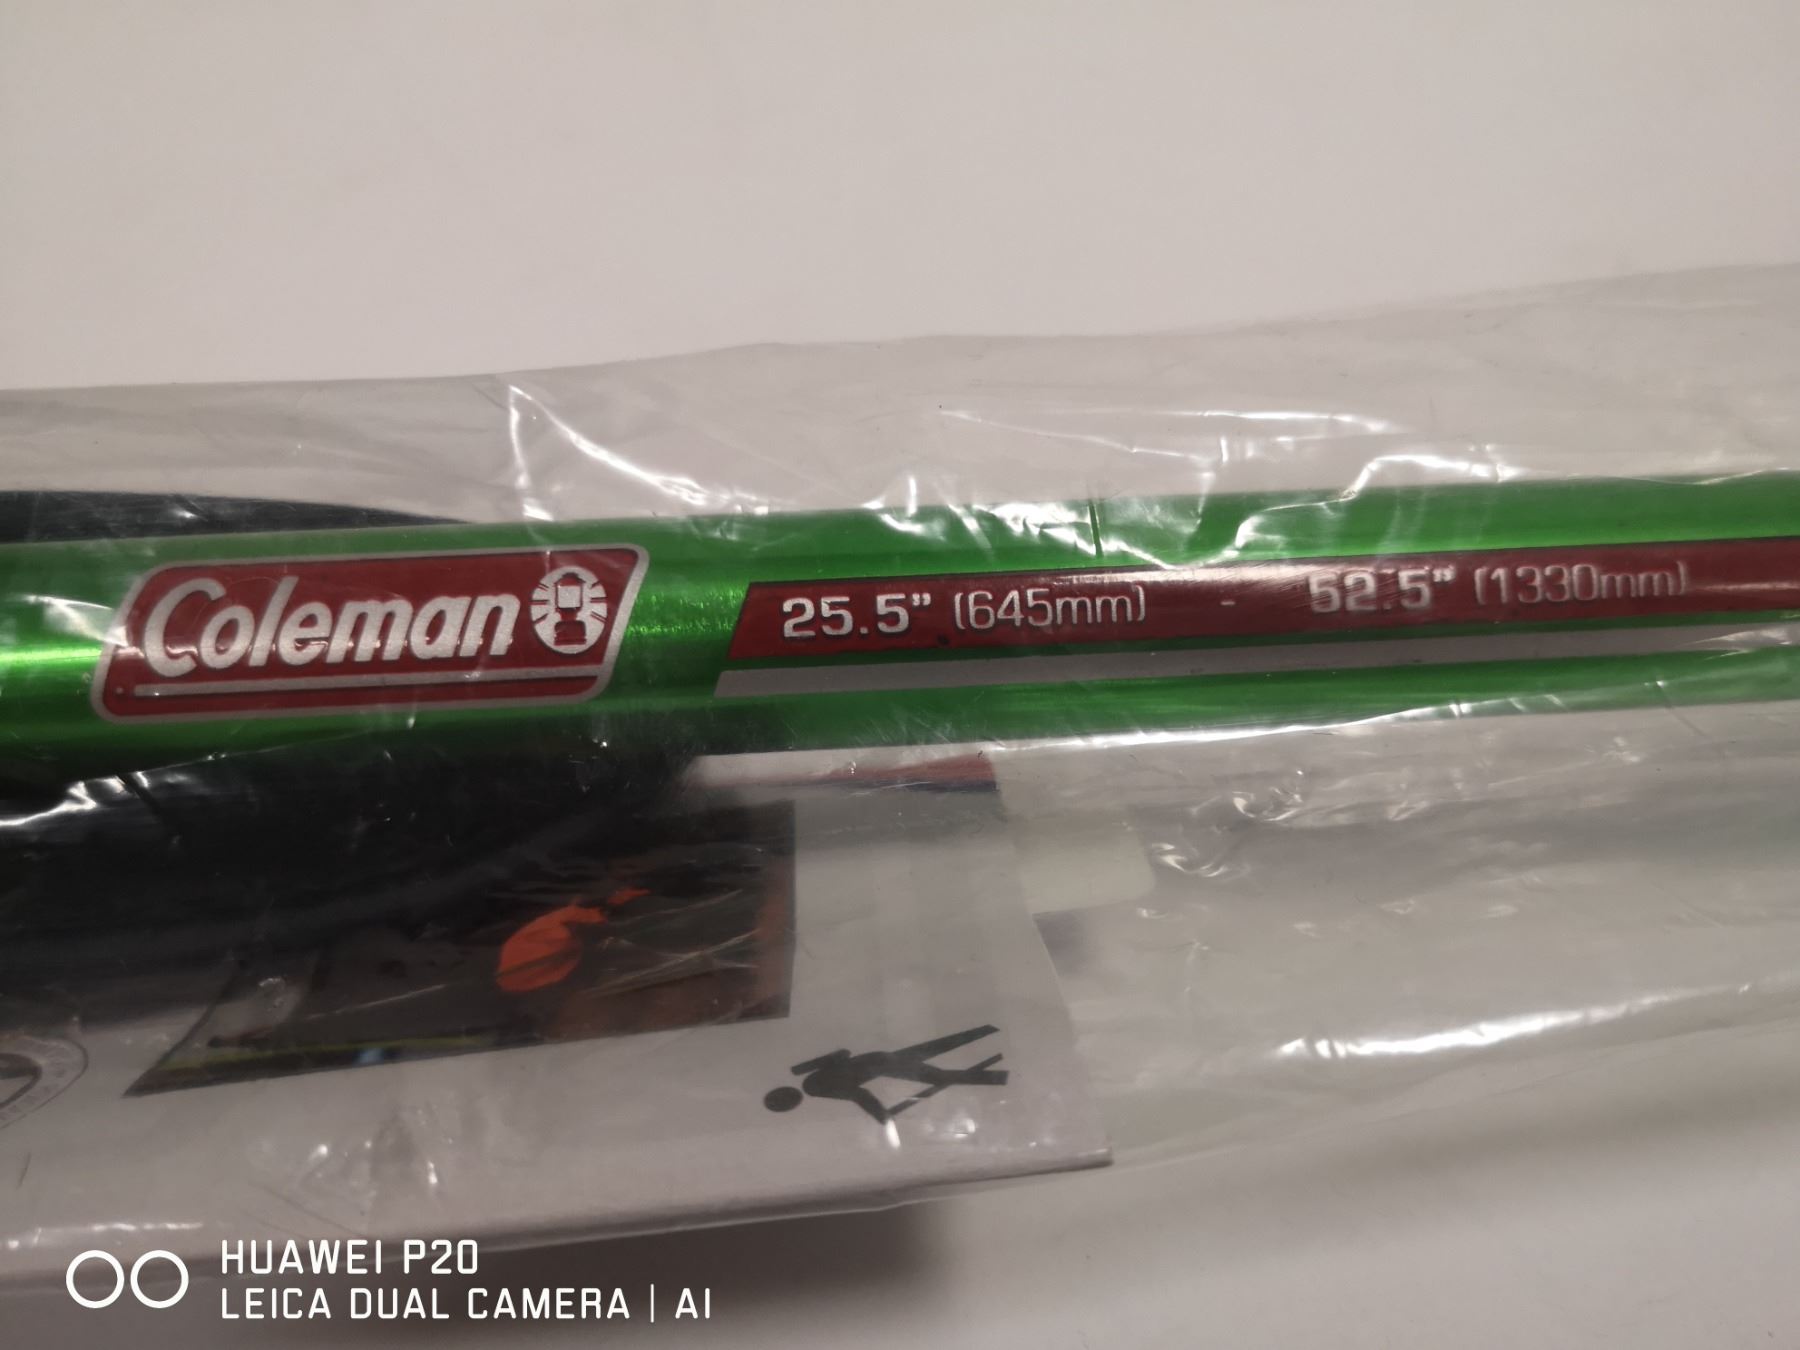 Coleman
25.5” (645mm) - 52.5” (1330mm)
HUAWEI P20
LEICA DUAL CAMERA | AI